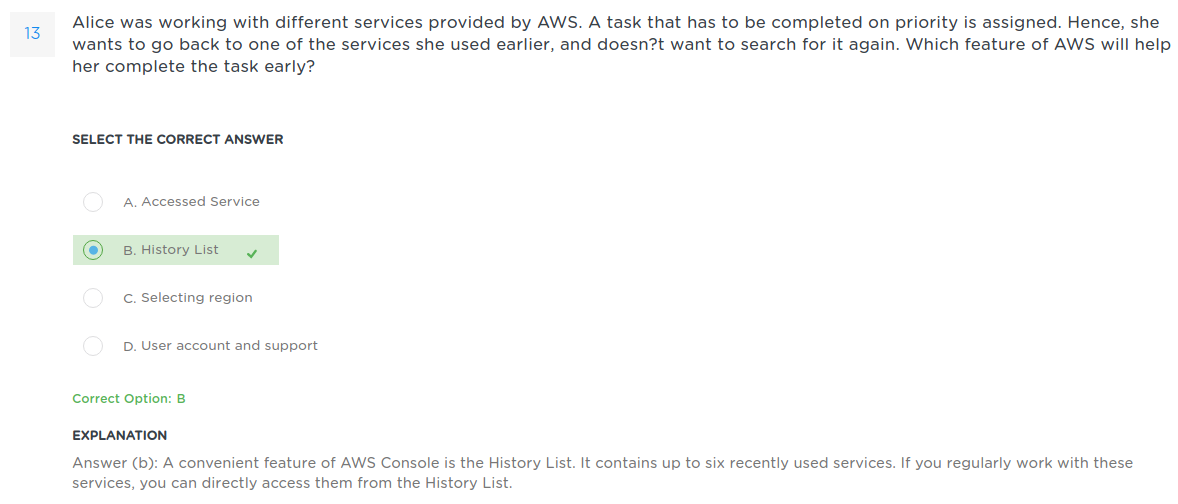 13
Alice was working with different services provided by AWS. A task that has to be completed on priority is assigned. Hence, she
wants to go back to one of the services she used earlier, and doesn?t want to search for it again. Which feature of AWS will help
her complete the task early?
SELECT THE CORRECT ANSWER
A. Accessed Service
B. History List
C. Selecting region
D. User account and support
Correct Option: B
EXPLANATION
Answer (b): A convenient feature of AWS Console is the History List. It contains up to six recently used services. If you regularly work with these
services, you can directly access them from the History List.